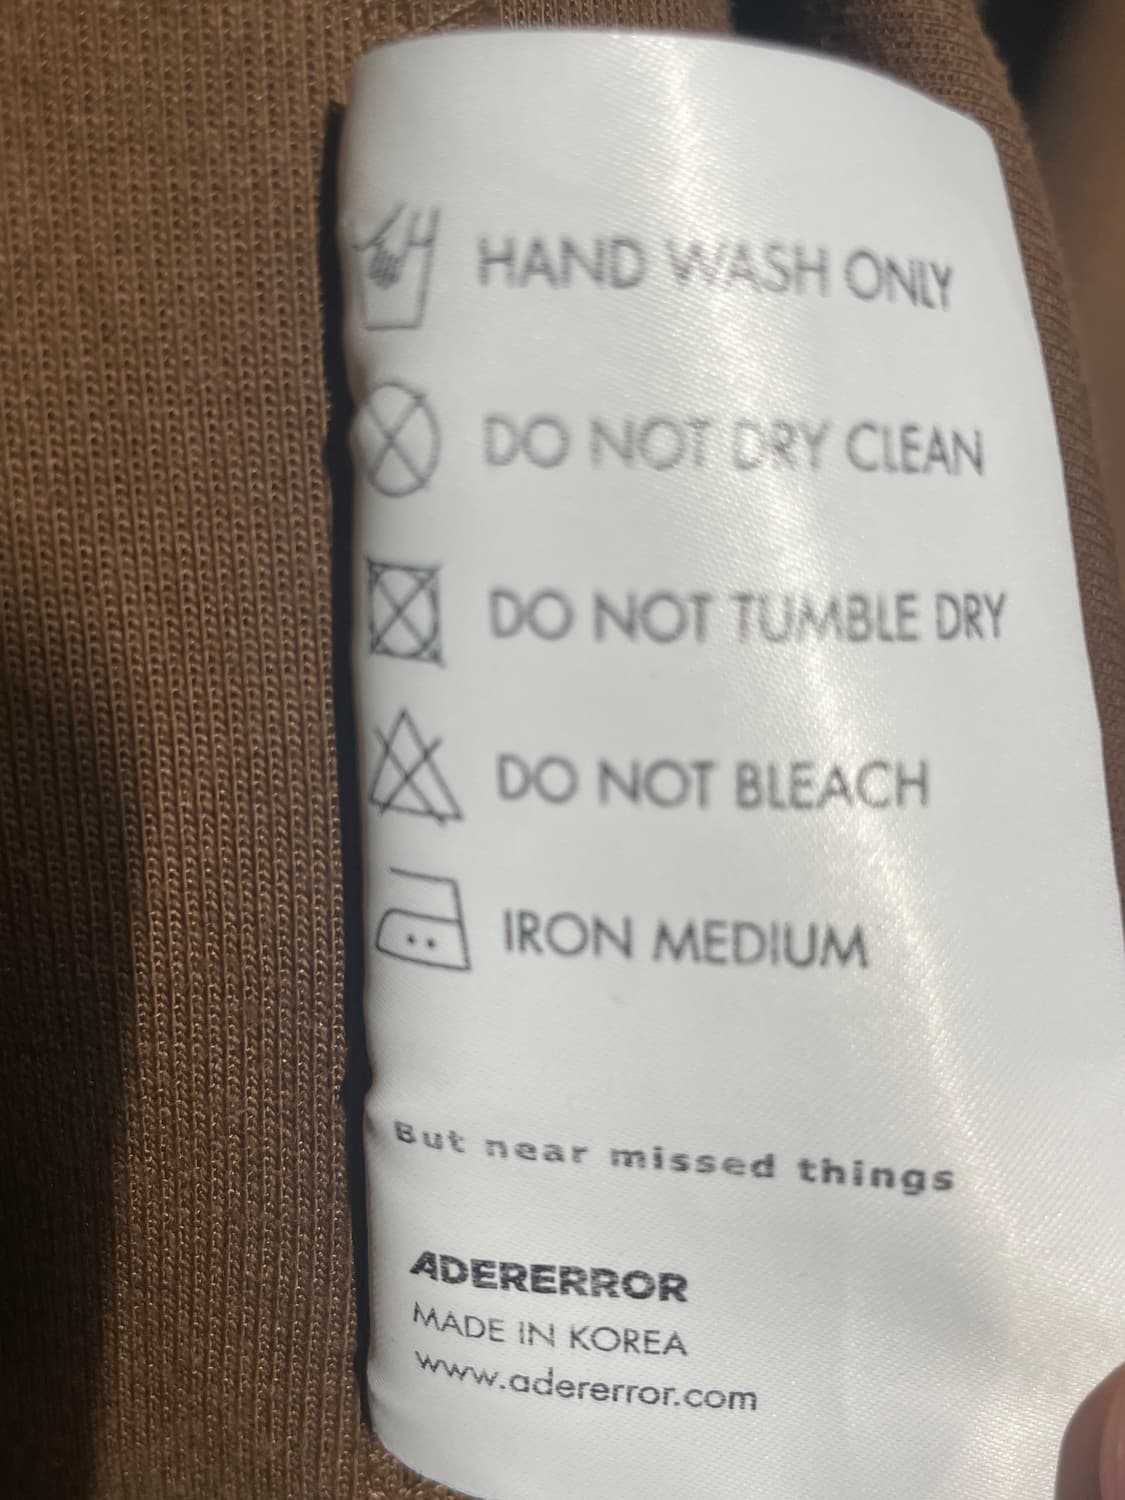 HAND WASH ONLY
DO NOT DRY CLEAN
DO NOT TUMBLE DRY
DO NOT BLEACH
IRON MEDIUM
But near missed things
ADERERROR
MADE IN KOREA
www.adererror.com